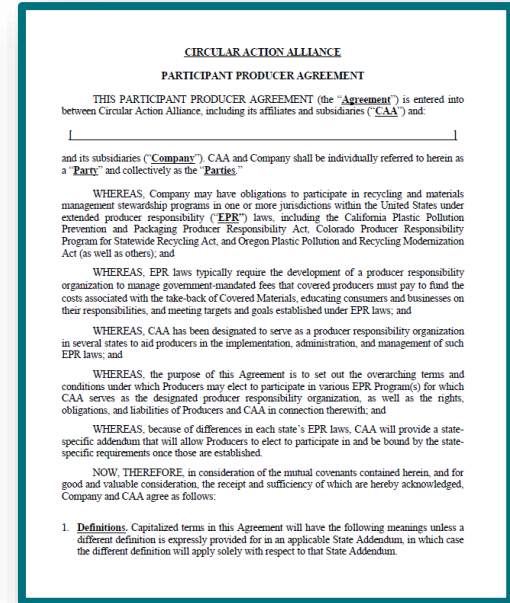 CIRCULAR ACTION ALLIANCE
PARTICIPANT PRODUCER AGREEMENT
THIS PARTICIPANT PRODUCER AGREEMENT (the “Agreement”) is entered into
between Circular Action Alliance, including its affiliates and subsidiaries (“CAA”) and:
[ ]
and its subsidiaries (“Company”). CAA and Company shall be individually referred to herein as
a “Party” and collectively as the “Parties.”
WHEREAS, Company may have obligations to participate in recycling and materials
management stewardship programs in one or more jurisdictions within the United States under
extended producer responsibility (“EPR”) laws, including the California Plastic Pollution
Prevention and Packaging Producer Responsibility Act, Colorado Producer Responsibility
Program for Statewide Recycling Act, and Oregon Plastic Pollution and Recycling Modernization
Act (as well as others); and
WHEREAS, EPR laws typically require the development of a producer responsibility
organization to manage government-mandated fees that covered producers must pay to fund the
costs associated with the take-back of Covered Materials, educating consumers and businesses on
their responsibilities, and meeting targets and goals established under EPR laws; and
WHEREAS, CAA has been designated to serve as a producer responsibility organization
in several states to aid producers in the implementation, administration, and management of such
EPR laws; and
WHEREAS, the purpose of this Agreement is to set out the overarching terms and
conditions under which Producers may elect to participate in various EPR Program(s) for which
CAA serves as the designated producer responsibility organization, as well as the rights,
obligations, and liabilities of Producers and CAA in connection therewith; and
WHEREAS, because of differences in each state’s EPR laws, CAA will provide a state-
specific addendum that will allow Producers to elect to participate in and be bound by the state-
specific requirements once those are established.
NOW, THEREFORE, in consideration of the mutual covenants contained herein, and for
good and valuable consideration, the receipt and sufficiency of which are hereby acknowledged,
Company and CAA agree as follows:
1. Definitions. Capitalized terms in this Agreement will have the following meanings unless a
different definition is expressly provided for in an applicable State Addendum, in which case
the different definition will apply solely with respect to that State Addendum.